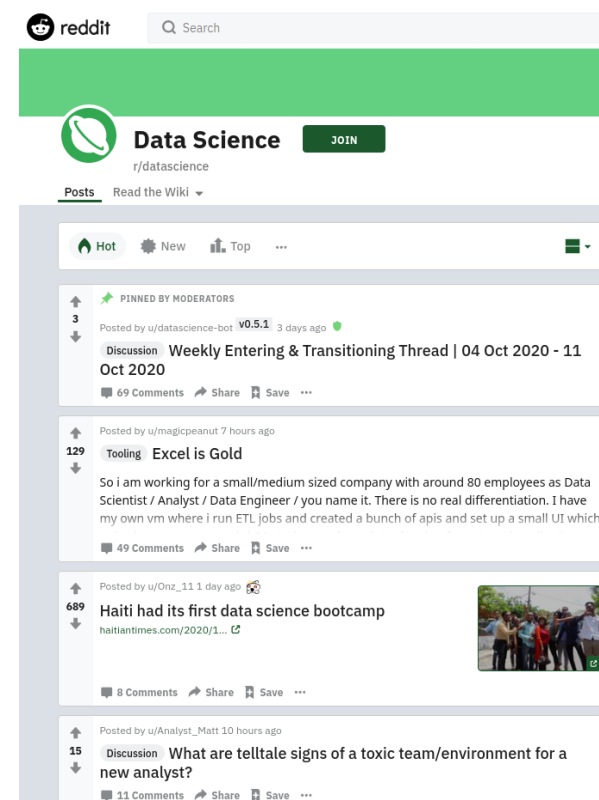 reddit
Search
Data Science
JOIN
r/datascience
Posts
Read the Wiki
Hot
New
Top
PINNED BY MODERATORS
3
Posted by u/datascience-bot v0.5.1 3 days ago
Discussion Weekly Entering & Transitioning Thread | 04 Oct 2020 - 11
Oct 2020
69 Comments Share Save
Posted by u/magicpeanut 7 hours ago
129
Tooling Excel is Gold
So i am working for a small/medium sized company with around 80 employees as Data
Scientist / Analyst / Data Engineer / you name it. There is no real differentiation. I have
my own vm where i run ETL jobs and created a bunch of apis and set up a small UI which
49 Comments Share Save
Posted by u/Onz_11 1 day ago
689
Haiti had its first data science bootcamp
haitiantimes.com/2020/1...
8 Comments Share Save
Posted by u/Analyst_Matt 10 hours ago
15
Discussion What are telltale signs of a toxic team/environment for a
new analyst?
11 Comments Share Save